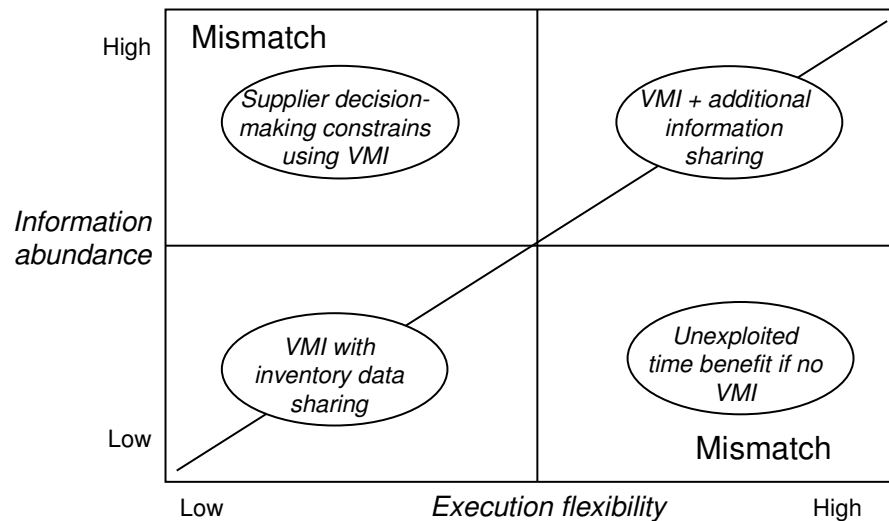 High
Mismatch
Supplier decision-
making constrains
using VMI
VMI + additional
information
sharing
Information
abundance
VMI with
inventory data
sharing
Unexploited
time benefit if no
VMI
Low
Mismatch
Low
Execution flexibility
High